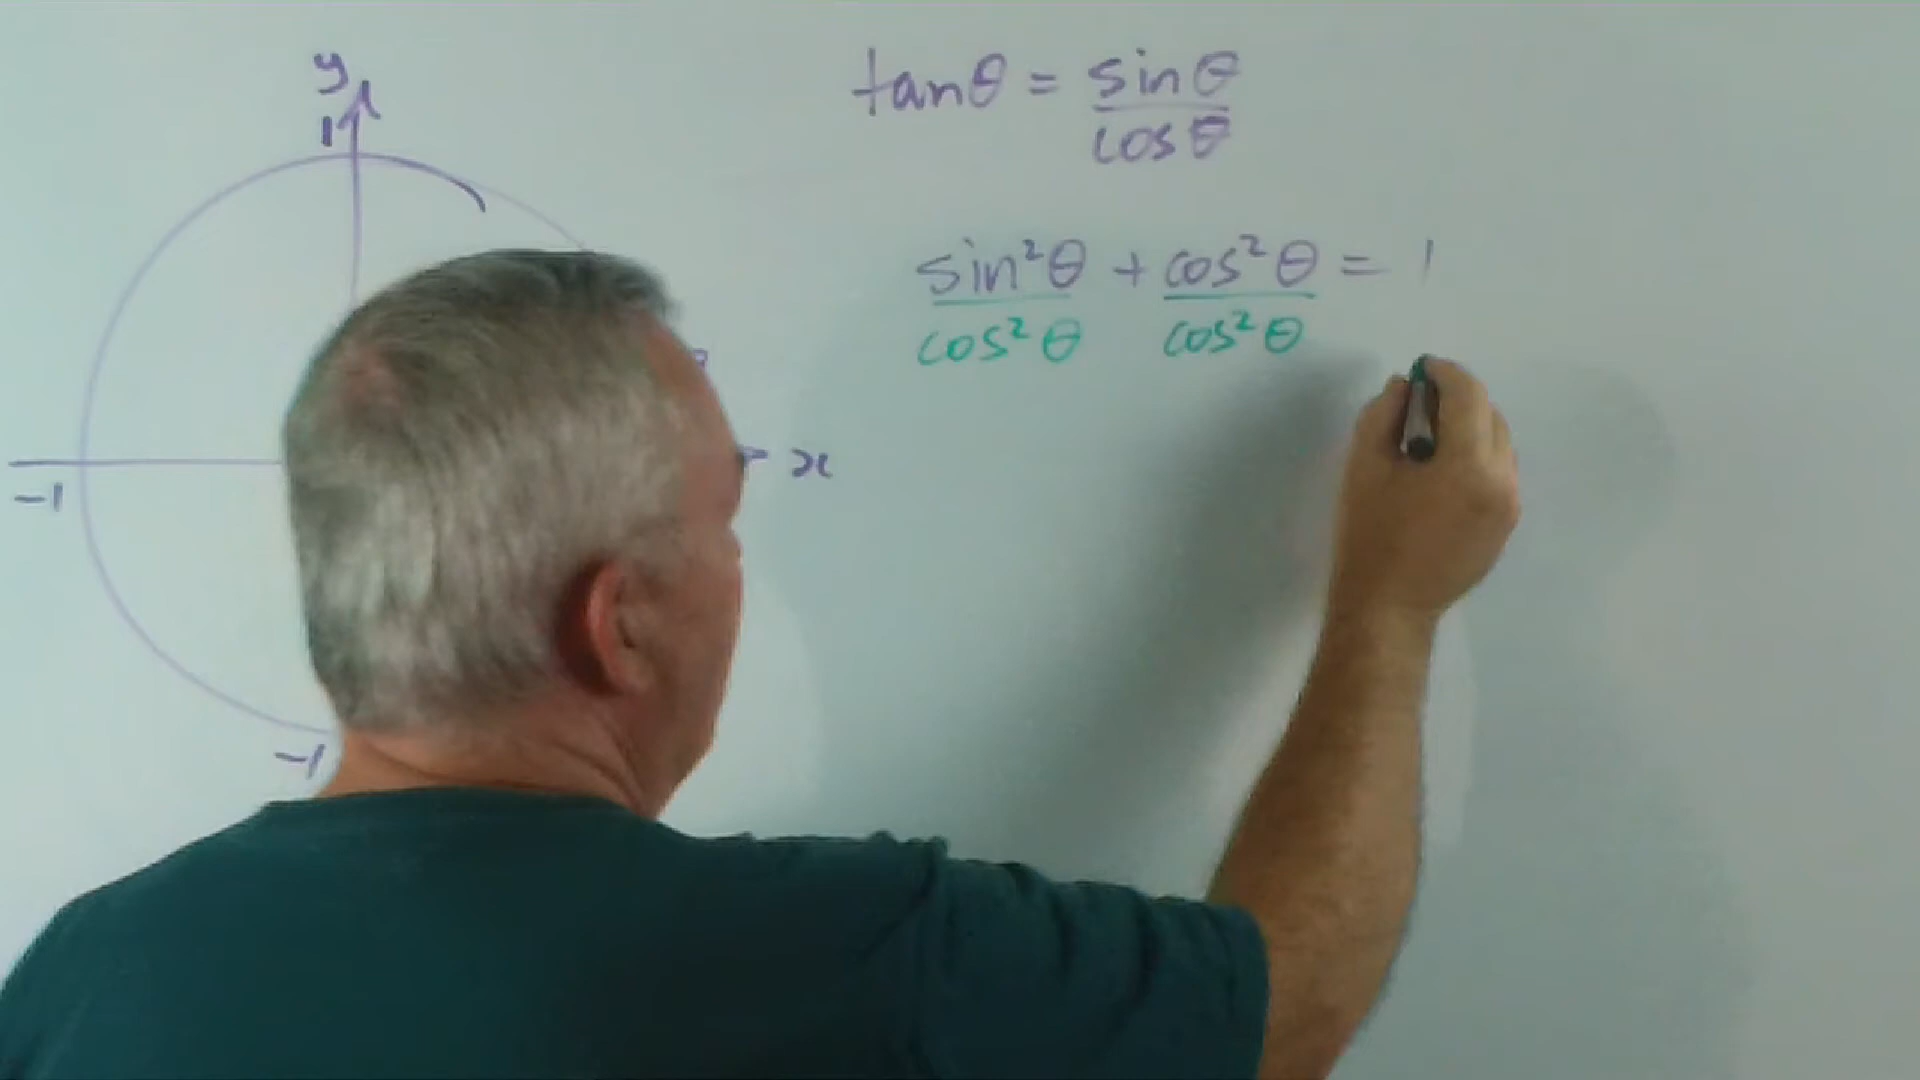 y
1
-1
x
-1
tanθ = sinθ/cosθ
sin²θ/cos²θ + cos²θ/cos²θ = 1